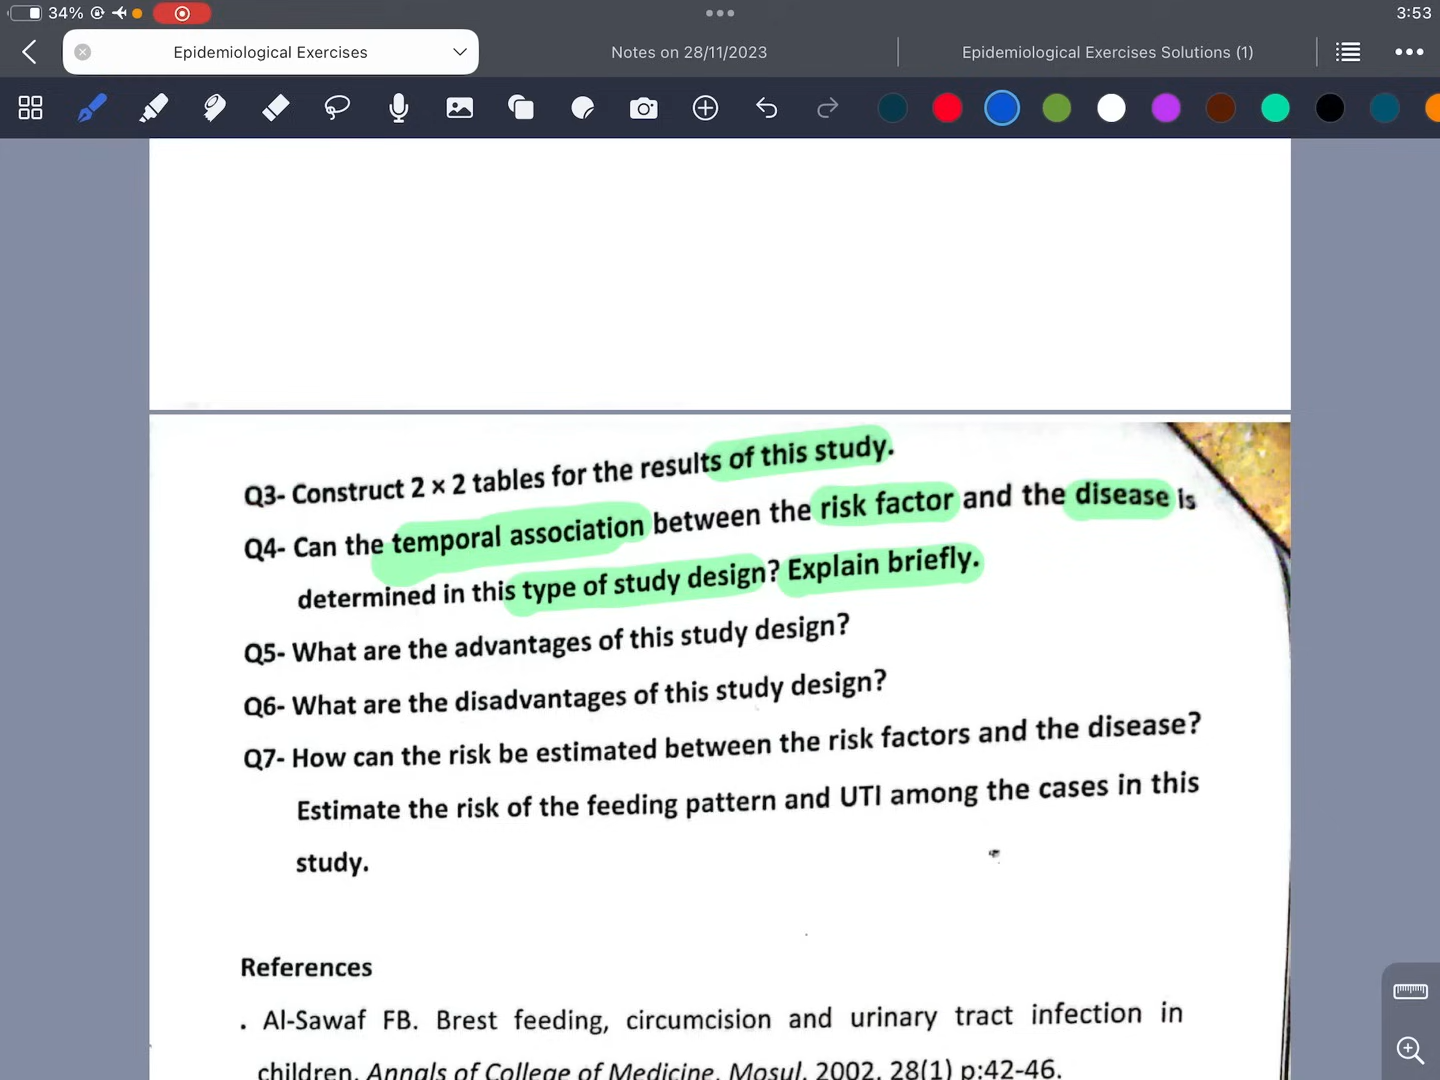 34%
3:53
Epidemiological Exercises
Notes on 28/11/2023
Epidemiological Exercises Solutions (1)
Q3- Construct 2 × 2 tables for the results of this study.
Q4- Can the temporal association between the risk factor and the disease is
determined in this type of study design? Explain briefly.
Q5- What are the advantages of this study design?
Q6- What are the disadvantages of this study design?
Q7- How can the risk be estimated between the risk factors and the disease?
Estimate the risk of the feeding pattern and UTI among the cases in this
study.
References
. Al-Sawaf FB. Brest feeding, circumcision and urinary tract infection in
children. Annals of College of Medicine, Mosul, 2002, 28(1) p:42-46.